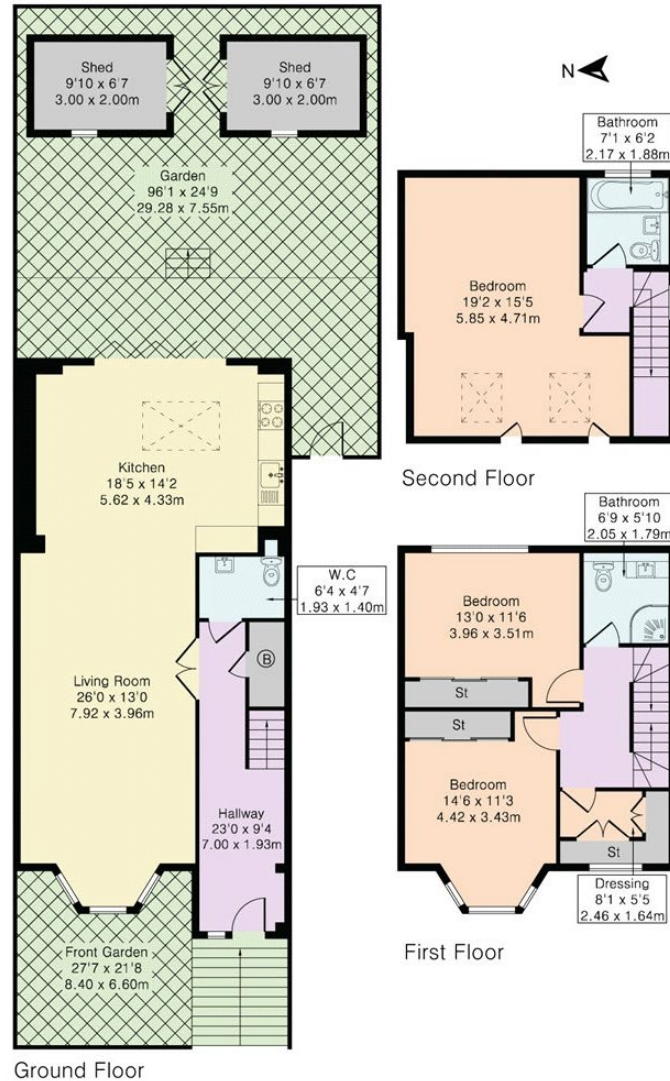 Shed
9'10 x 6'7
3.00 x 2.00m
Shed
9'10 x 6'7
3.00 x 2.00m
Garden
96'1 x 24'9
29.28 x 7.55m
Kitchen
18'5 x 14'2
5.62 x 4.33m
W.C
6'4 x 4'7
1.93 x 1.40m
B
Living Room
26'0 x 13'0
7.92 x 3.96m
Hallway
23'0 x 9'4
7.00 x 1.93m
Front Garden
27'7 x 21'8
8.40 x 6.60m
Ground Floor
N
Bathroom
7'1 x 6'2
2.17 x 1.88m
Bedroom
19'2 x 15'5
5.85 x 4.71m
Second Floor
Bathroom
6'9 x 5'10
2.05 x 1.79m
Bedroom
13'0 x 11'6
3.96 x 3.51m
St
St
Bedroom
14'6 x 11'3
4.42 x 3.43m
St
Dressing
8'1 x 5'5
2.46 x 1.64m
First Floor